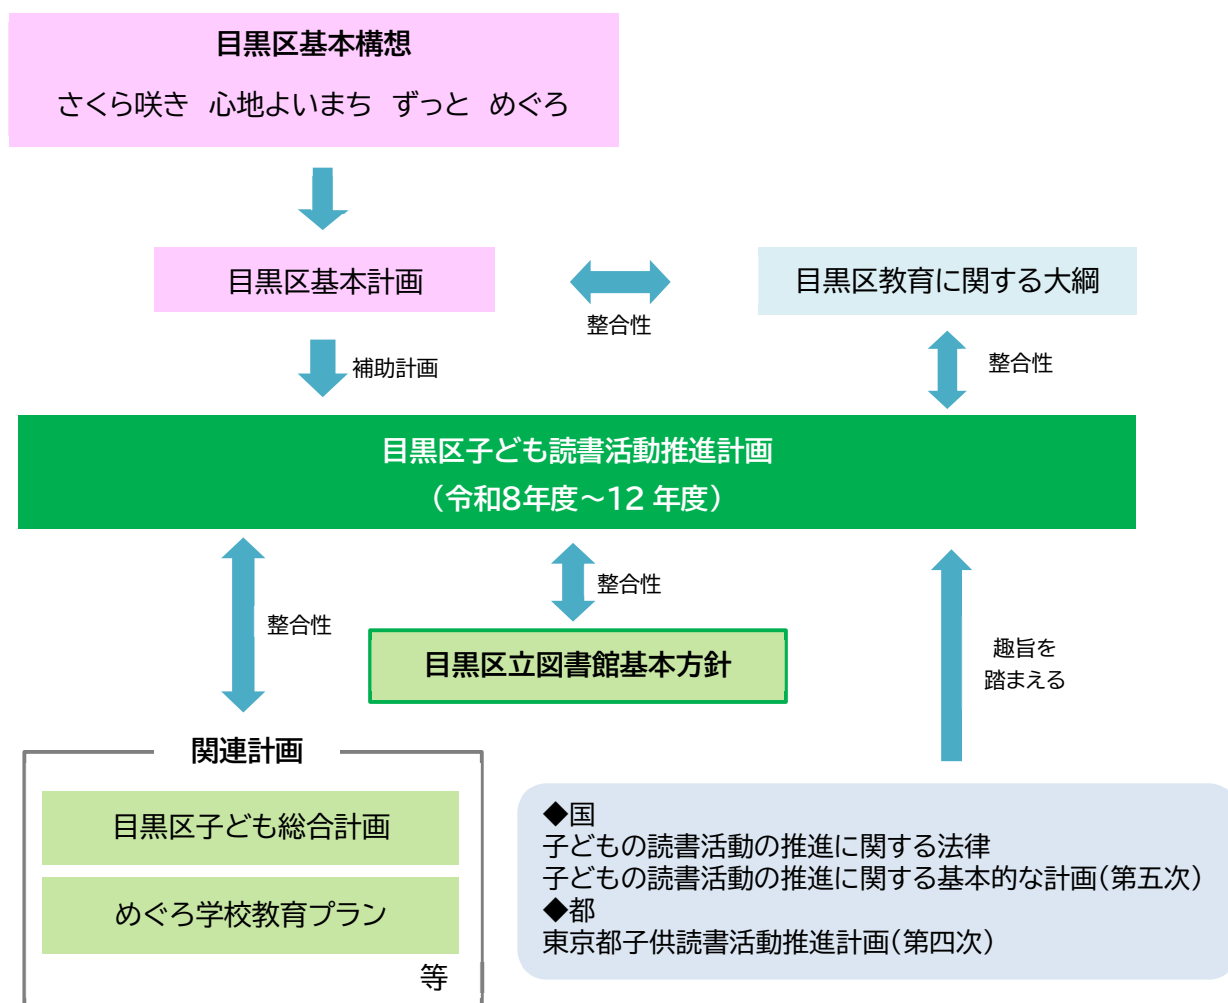 目黒区基本構想
さくら咲き 心地よいまち ずっと めぐろ
目黒区基本計画
整合性
目黒区教育に関する大綱
補助計画
整合性
目黒区子ども読書活動推進計画
（令和8年度～12 年度）
整合性
整合性
目黒区立図書館基本方針
趣旨を
踏まえる
関連計画
目黒区子ども総合計画
めぐろ学校教育プラン
等
◆国
子どもの読書活動の推進に関する法律
子どもの読書活動の推進に関する基本的な計画（第五次）
◆都
東京都子供読書活動推進計画（第四次）